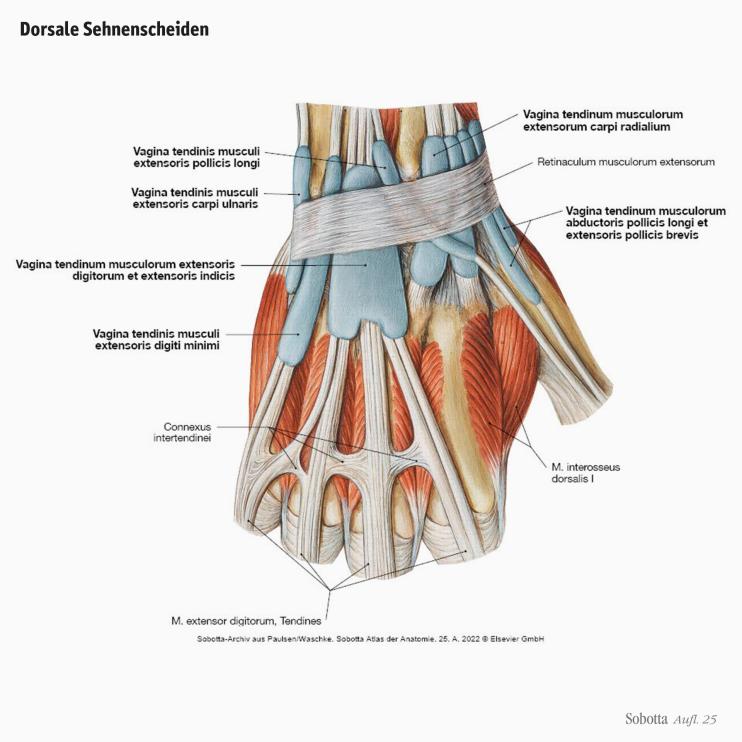 Dorsale Sehnenscheiden
Vagina tendinum musculorum
extensorum carpi radialium
Vagina tendinis musculi
extensoris pollicis longi
Retinaculum musculorum extensorum
Vagina tendinis musculi
extensoris carpi ulnaris
Vagina tendinum musculorum
abductoris pollicis longi et
extensoris pollicis brevis
Vagina tendinum musculorum extensoris
digitorum et extensoris indicis
Vagina tendinis musculi
extensoris digiti minimi
Connexus
intertendinei
M. interosseus
dorsalis I
M. extensor digitorum, Tendines
Sobotta-Archiv aus Paulsen/Waschke. Sobotta Atlas der Anatomie. 25. A. 2022 © Elsevier GmbH
Sobotta Aufl. 25